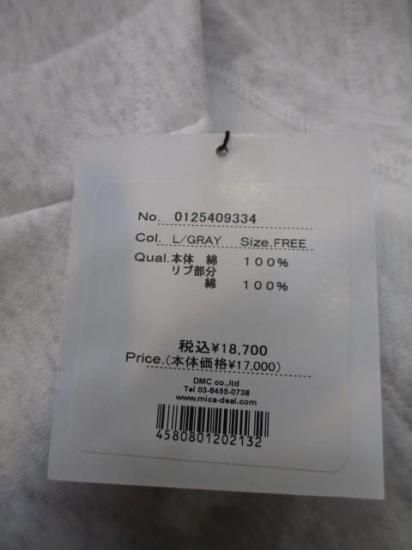 No. 0125409334
Col. L/GRAY Size.FREE
Qual.本体 綿 100%
リブ部分
綿 100%
税込¥18,700
Price.(本体価格¥17,000)
DMC co.,ltd
Tel 03-6455-0738
www.mica-deal.com
4580801202132